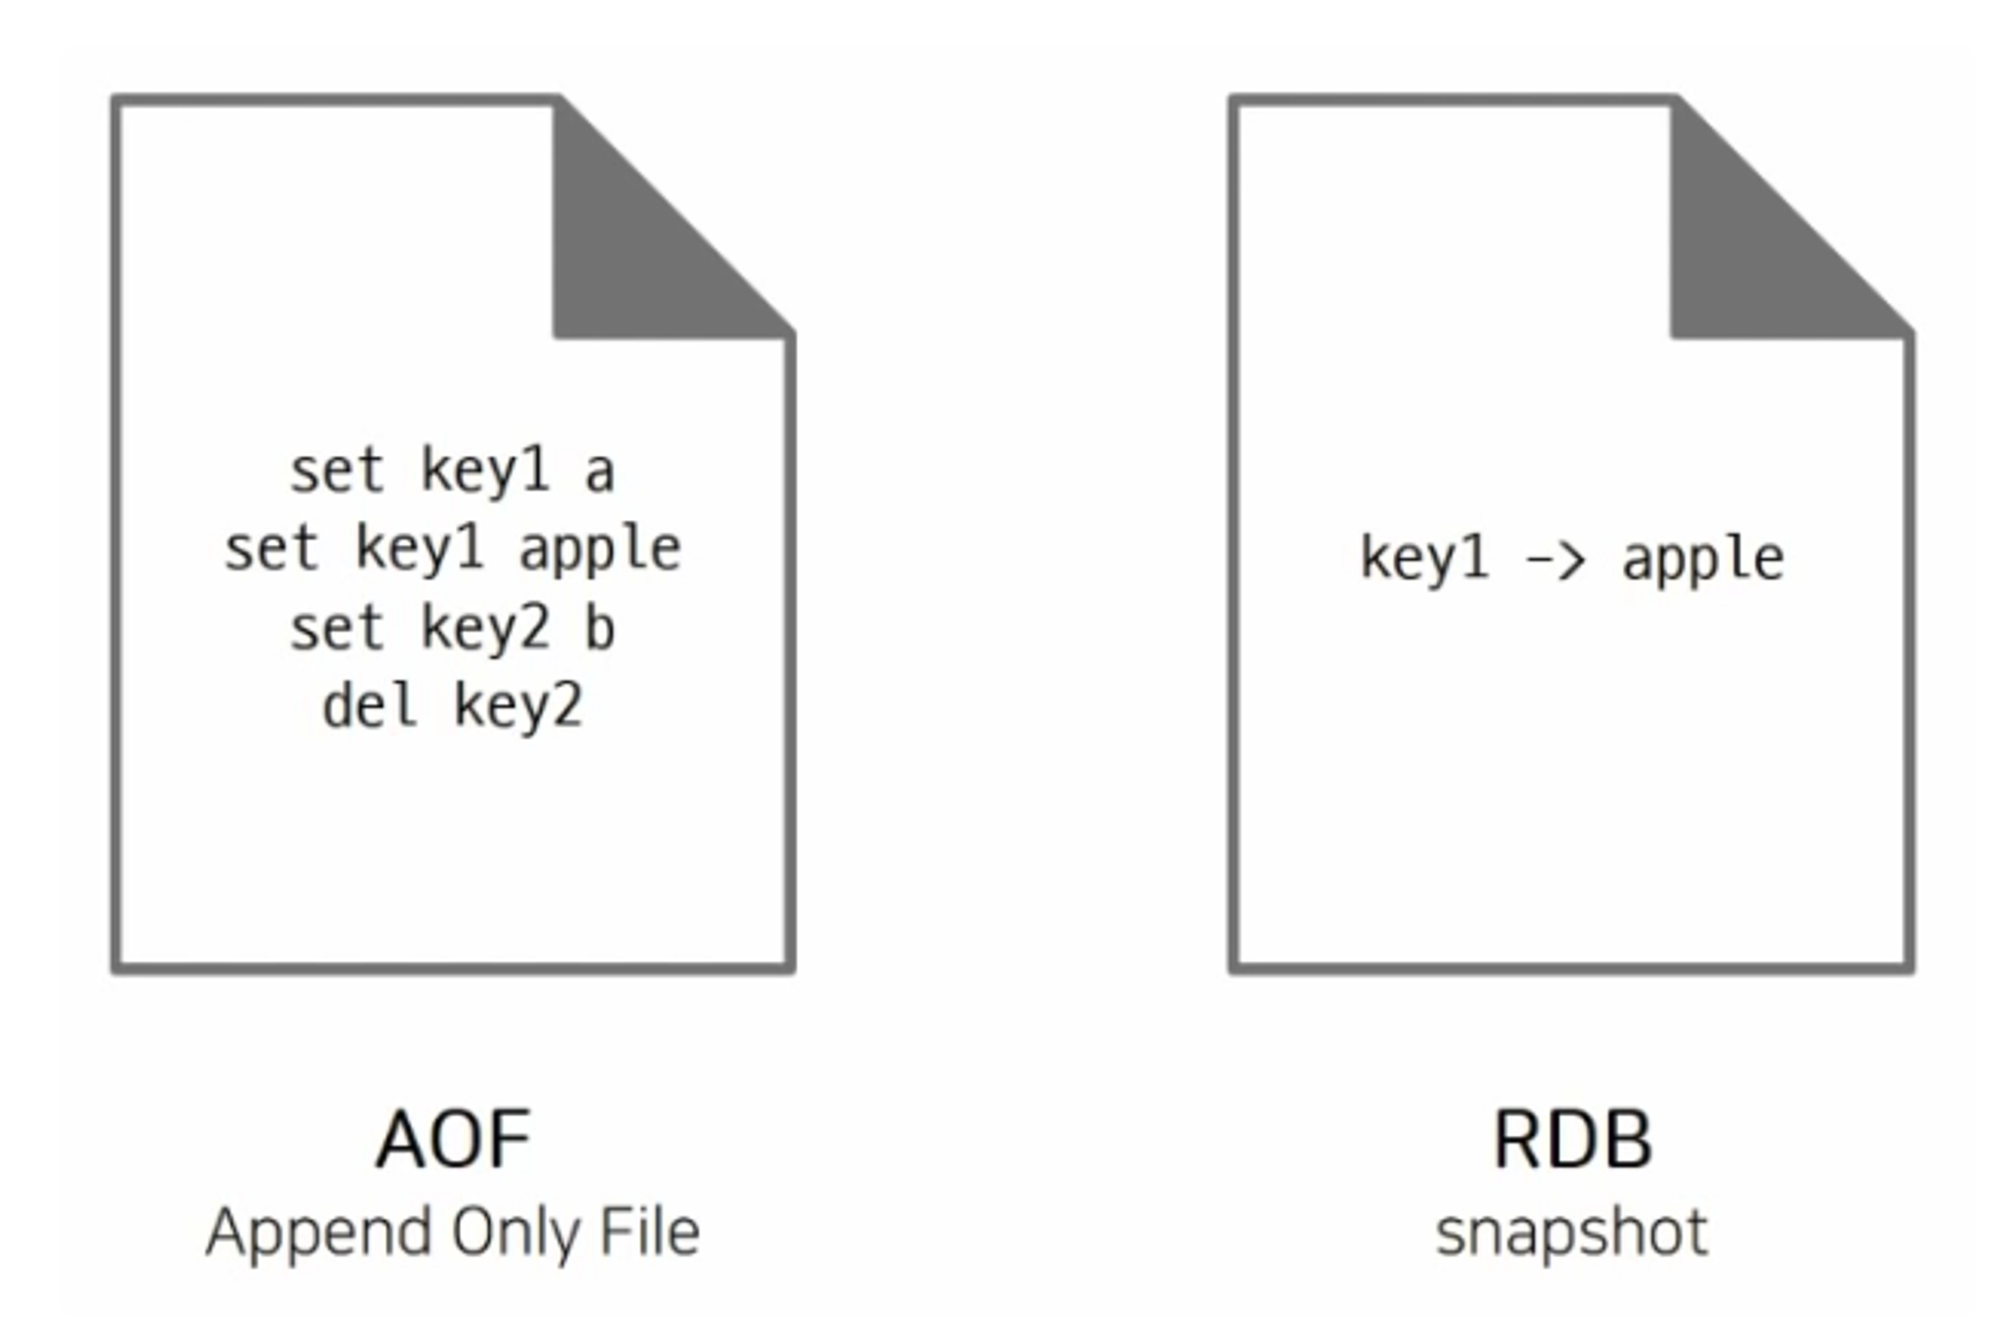 set key1 a
set key1 apple
set key2 b
del key2
AOF
Append Only File
key1 -> apple
RDB
snapshot